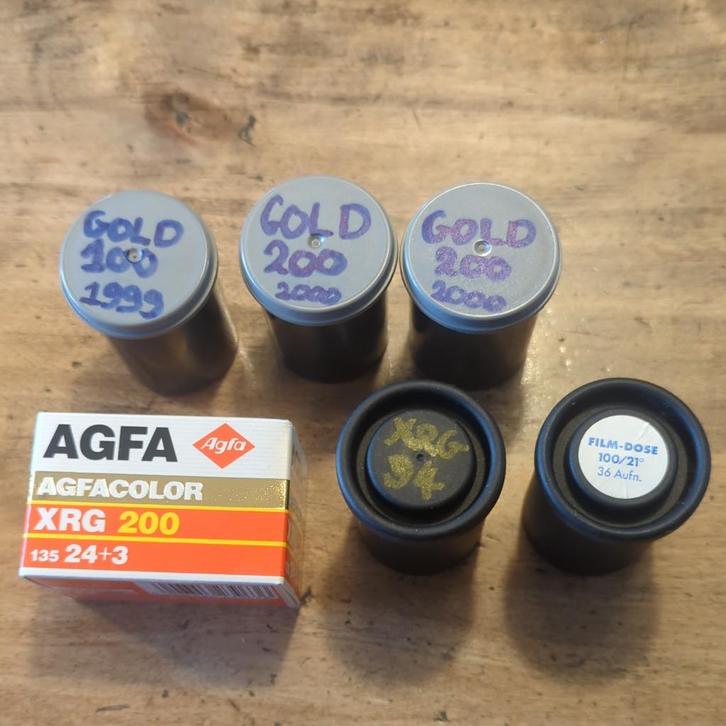 GOLD
100
1999
GOLD
200
2000
GOLD
200
2000
AGFA
Agfa
AGFACOLOR
XRG 200
135 24+3
XRG
94
FILM-DOSE
100/21°
36 Aufn.